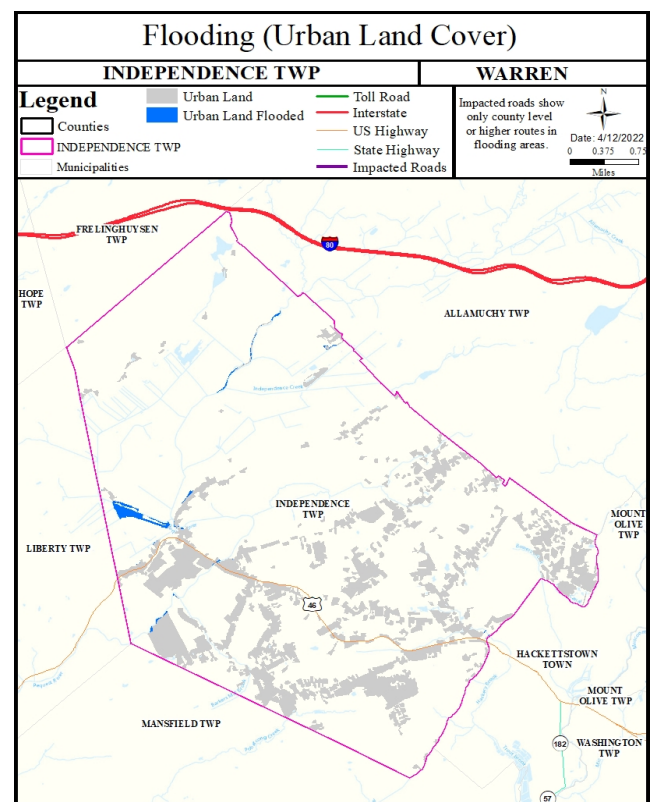 Flooding (Urban Land Cover)
INDEPENDENCE TWP
WARREN
Legend
Counties
INDEPENDENCE TWP
Municipalities
Urban Land
Urban Land Flooded
Toll Road
Interstate
US Highway
State Highway
Impacted Roads
Impacted roads show
only county level
or higher routes in
flooding areas.
N
Date: 4/12/2022
0 0.375 0.75
Miles
FRELINGHUYSEN
TWP
80
HOPE
TWP
ALLAMUCHY TWP
Independence Creek
INDEPENDENCE
TWP
MOUNT
OLIVE
TWP
LIBERTY TWP
46
HACKETTSTOWN
TOWN
MOUNT
OLIVE TWP
MANSFIELD TWP
182
WASHINGTON
TWP
57